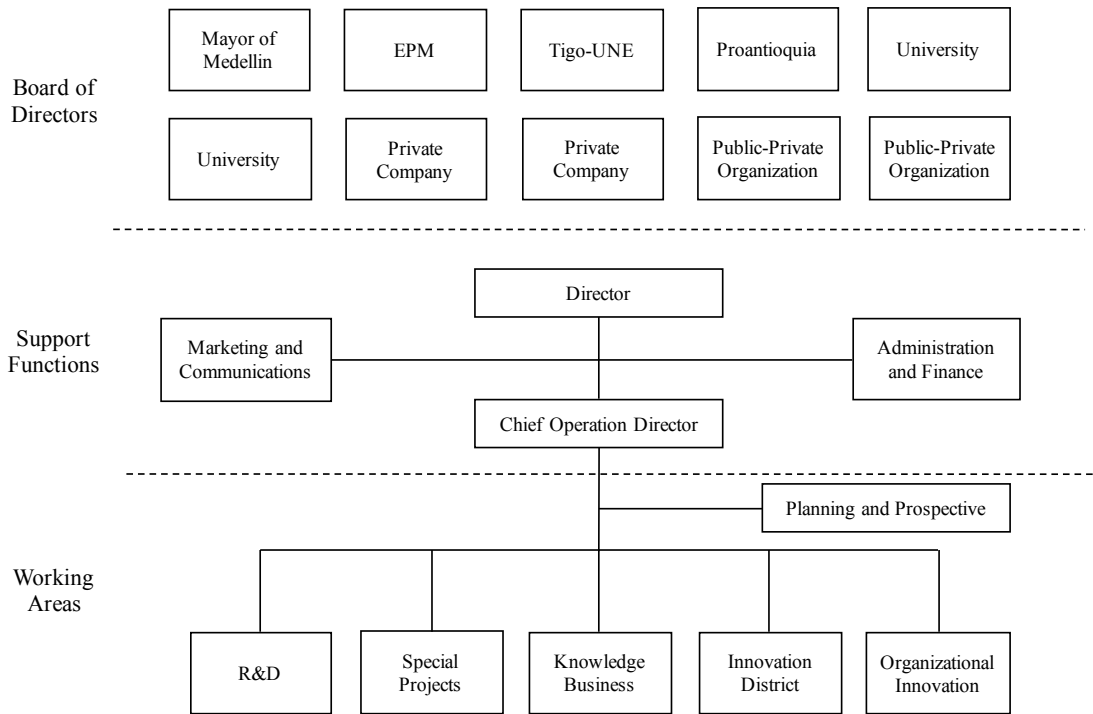 Board of
Directors
Mayor of
Medellin
EPM
Tigo-UNE
Proantioquia
University
University
Private
Company
Private
Company
Public-Private
Organization
Public-Private
Organization
Support
Functions
Director
Marketing and
Communications
Administration
and Finance
Chief Operation Director
Working
Areas
Planning and Prospective
R&D
Special
Projects
Knowledge
Business
Innovation
District
Organizational
Innovation